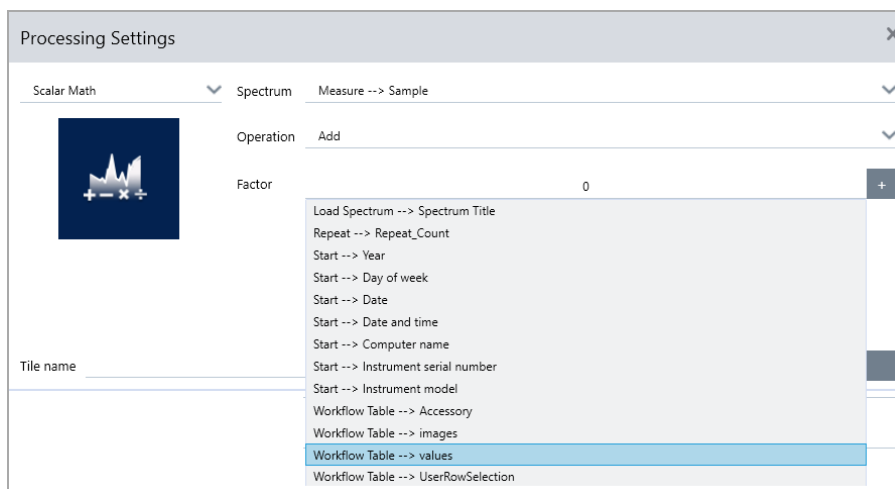 Processing Settings
Scalar Math
Spectrum Measure --> Sample
Operation Add
Factor 0 +
Load Spectrum --> Spectrum Title
Repeat --> Repeat_Count
Start --> Year
Start --> Day of week
Start --> Date
Start --> Date and time
Start --> Computer name
Start --> Instrument serial number
Start --> Instrument model
Workflow Table --> Accessory
Workflow Table --> images
Workflow Table --> values
Workflow Table --> UserRowSelection
Tile name